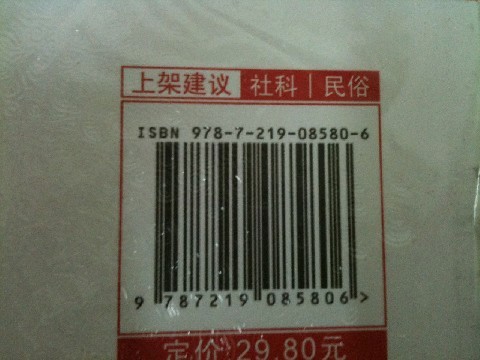 上架建议 社科 | 民俗
ISBN 978-7-219-08580-6
9 787219 085806 >
定价 29.80元